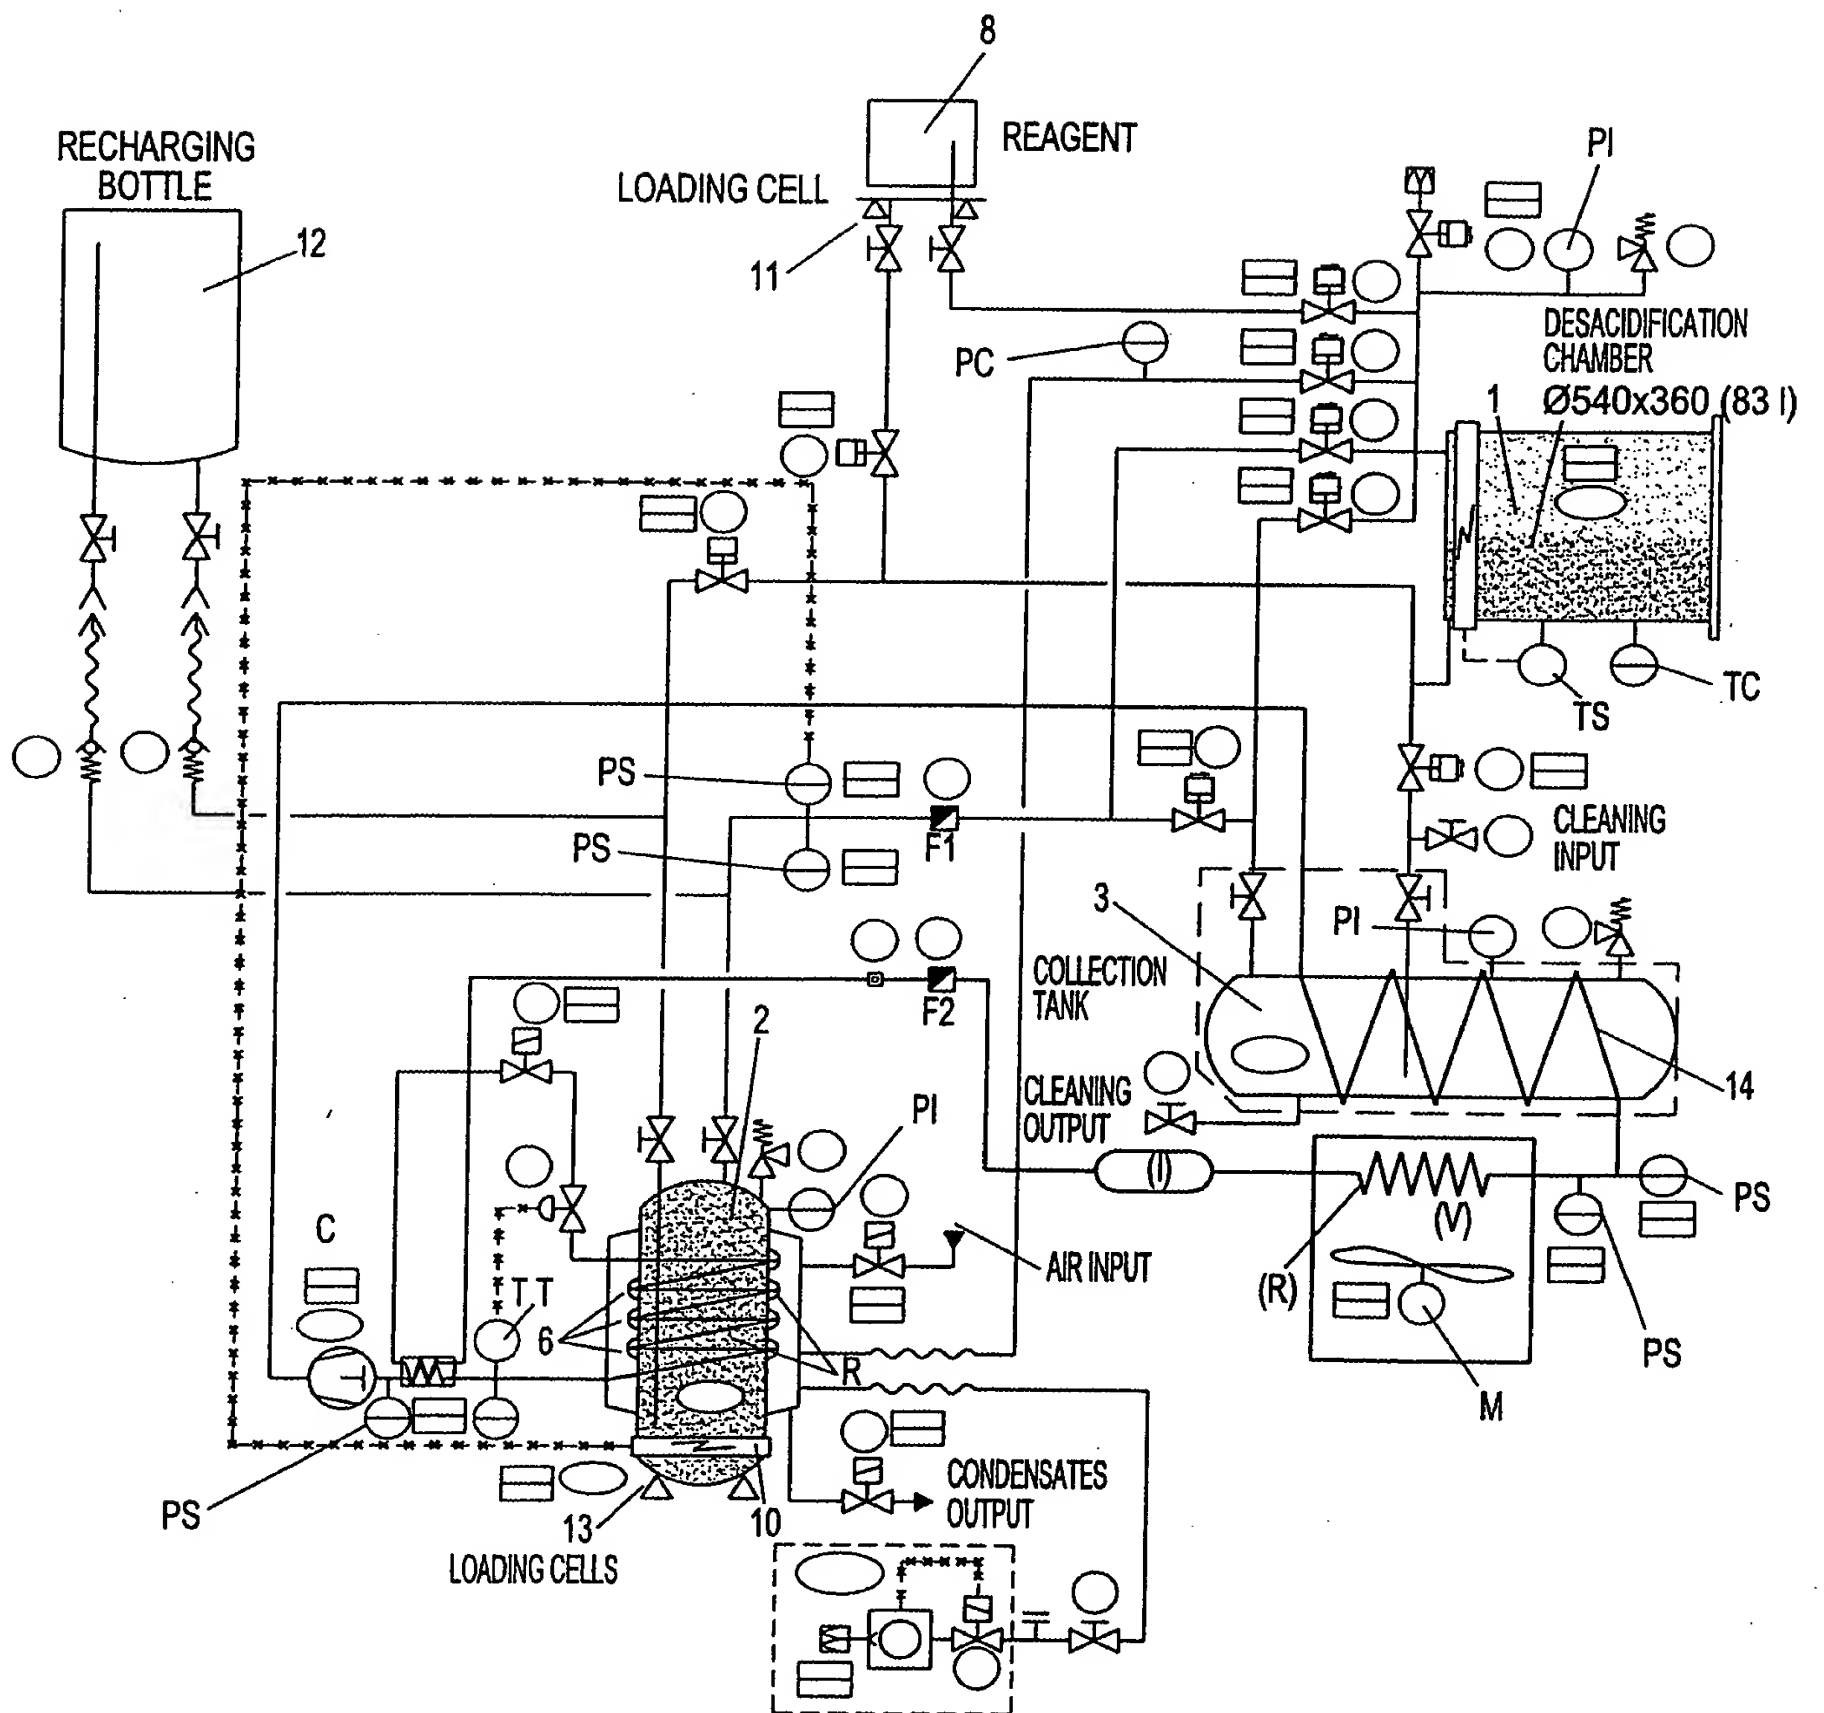 8
RECHARGING
BOTTLE
REAGENT
PI
LOADING CELL
12
11
DESACIDIFICATION
CHAMBER
PC
1
Ø540x360 (83 l)
TC
TS
PS
CLEANING
INPUT
F1
PS
3
PI
COLLECTION
TANK
F2
2
14
CLEANING
OUTPUT
PI
(I)
PS
(V)
C
AIR INPUT
(R)
TT
6
PS
R
M
CONDENSATES
OUTPUT
PS
13
10
LOADING CELLS